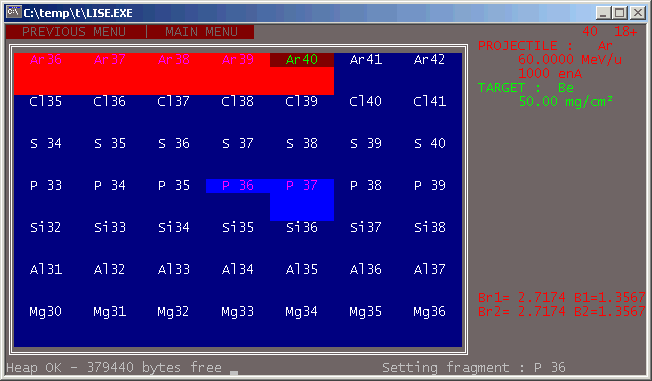 C:\temp\t\LISE.EXE
PREVIOUS MENU | MAIN MENU
40 18+
PROJECTILE : Ar
60.0000 MeV/u
1000 enA
TARGET : Be
50.00 mg/cm²
Ar36 Ar37 Ar38 Ar39 Ar40 Ar41 Ar42
Cl35 Cl36 Cl37 Cl38 Cl39 Cl40 Cl41
S 34 S 35 S 36 S 37 S 38 S 39 S 40
P 33 P 34 P 35 P 36 P 37 P 38 P 39
Si32 Si33 Si34 Si35 Si36 Si37 Si38
Al31 Al32 Al33 Al34 Al35 Al36 Al37
Mg30 Mg31 Mg32 Mg33 Mg34 Mg35 Mg36
Br1= 2.7174 B1=1.3567
Br2= 2.7174 B2=1.3567
Heap OK - 379440 bytes free _ Setting fragment : P 36